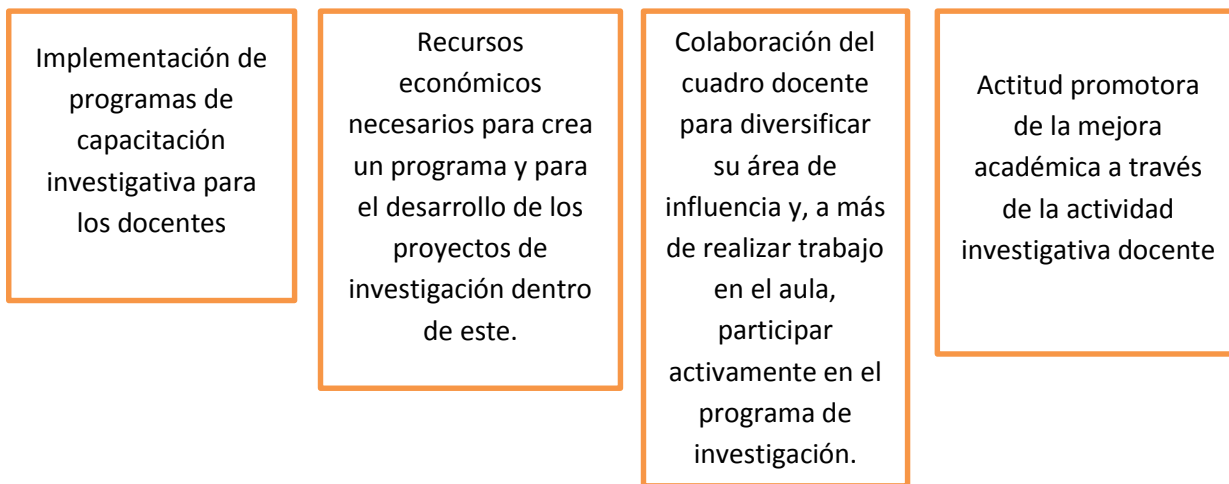 Implementación de
programas de
capacitación
investigativa para
los docentes
Recursos
económicos
necesarios para crea
un programa y para
el desarrollo de los
proyectos de
investigación dentro
de este.
Colaboración del
cuadro docente
para diversificar
su área de
influencia y, a más
de realizar trabajo
en el aula,
participar
activamente en el
programa de
investigación.
Actitud promotora
de la mejora
académica a través
de la actividad
investigativa docente